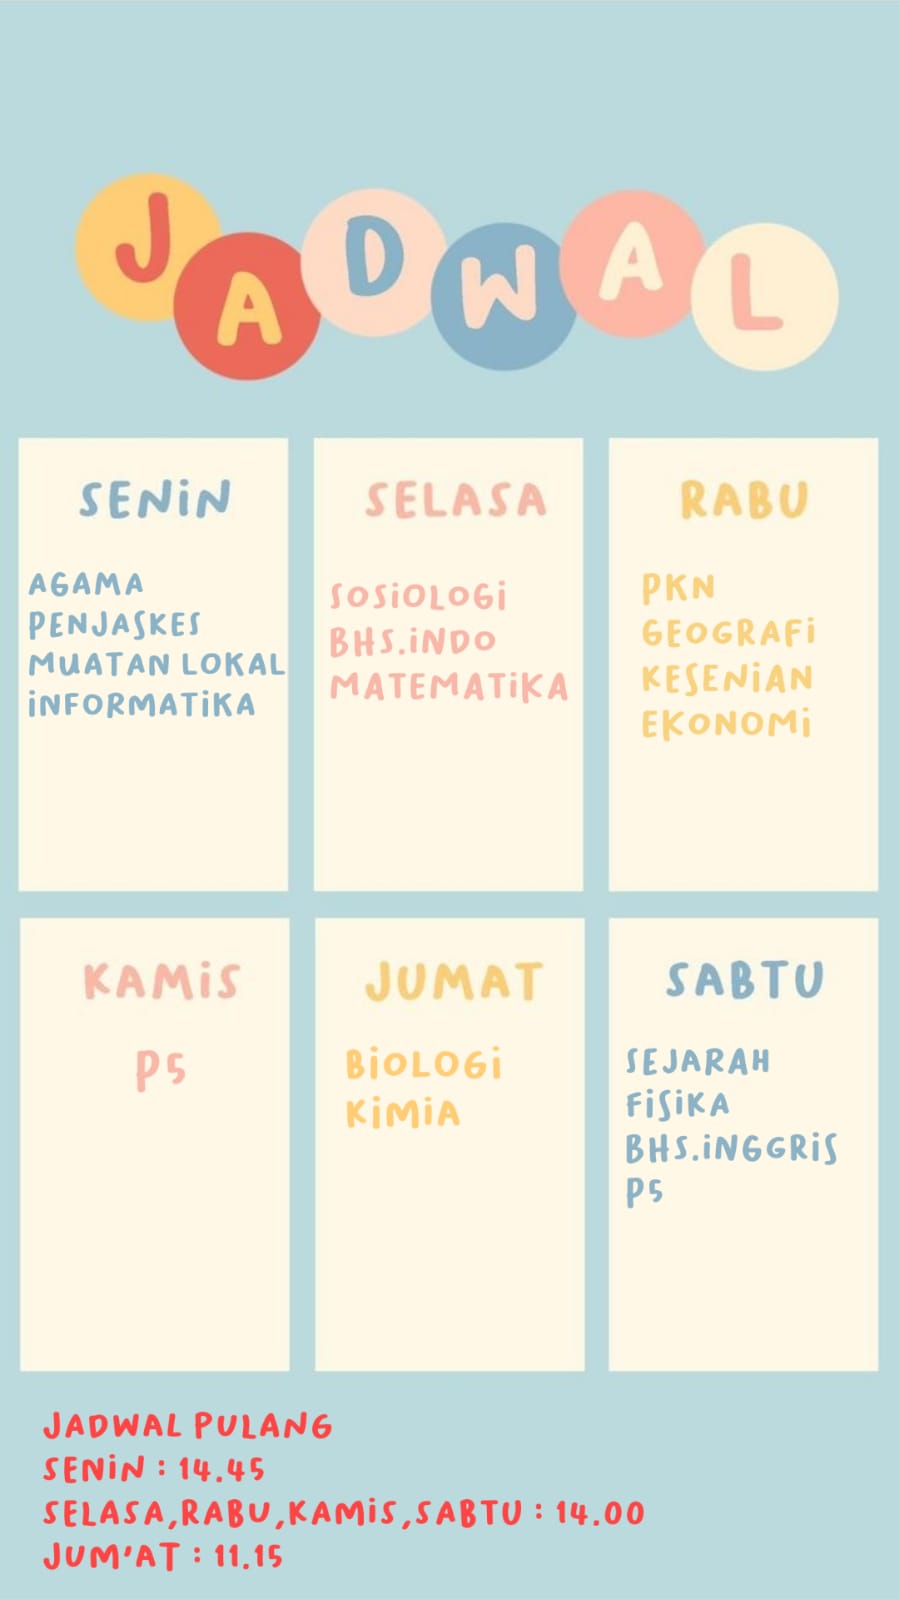 JADWAL
SENiN
AGAMA
PENJASKES
MUATAN LOKAL
iNFORMATiKA
SELASA
SOSiOLOGi
BHS.iNDO
MATEMATiKA
RABU
PKN
GEOGRAFi
KESENiAN
EKONOMi
KAMiS
P5
JUMAT
BiOLOGi
KiMiA
SABTU
SEJARAH
FiSiKA
BHS.iNGGRiS
P5
JADWAL PULANG
SENiN : 14.45
SELASA,RABU,KAMiS,SABTU : 14.00
JUM'AT : 11.15